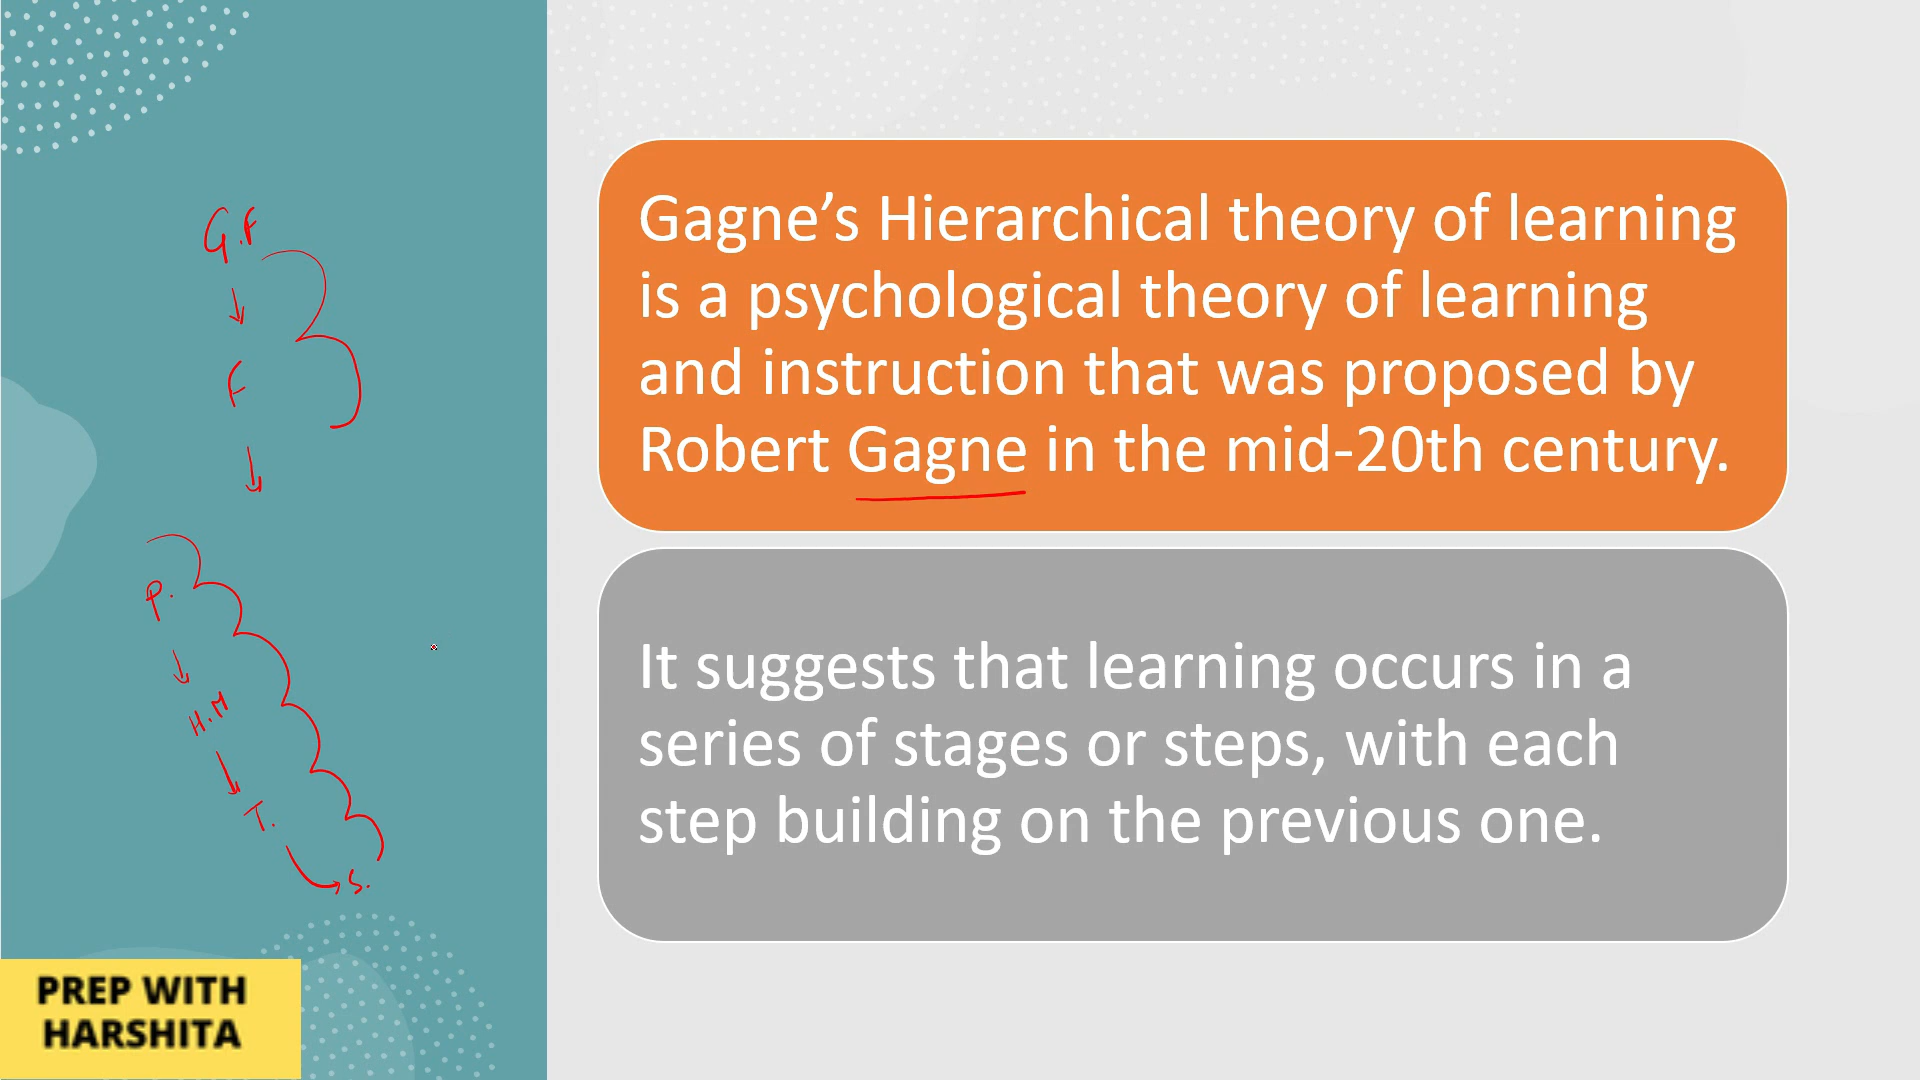 G.F
F
P.
H.M
T.
S.
PREP WITH
HARSHITA
Gagne’s Hierarchical theory of learning
is a psychological theory of learning
and instruction that was proposed by
Robert Gagne in the mid-20th century.
It suggests that learning occurs in a
series of stages or steps, with each
step building on the previous one.